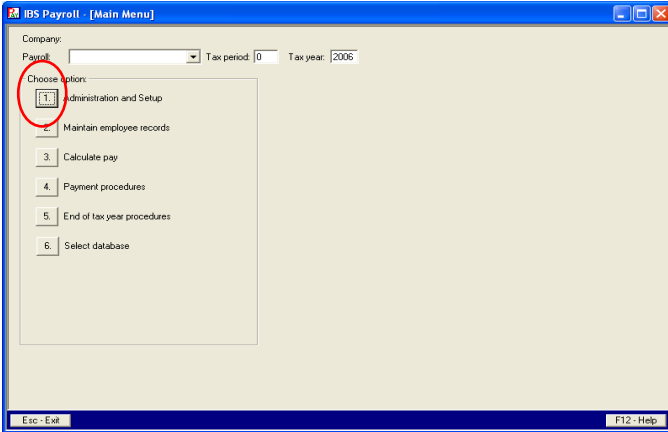 IBS Payroll - [Main Menu]
Company:
Payroll: Tax period: 0 Tax year: 2006
Choose option:
1. Administration and Setup
2. Maintain employee records
3. Calculate pay
4. Payment procedures
5. End of tax year procedures
6. Select database
Esc - Exit F12 - Help